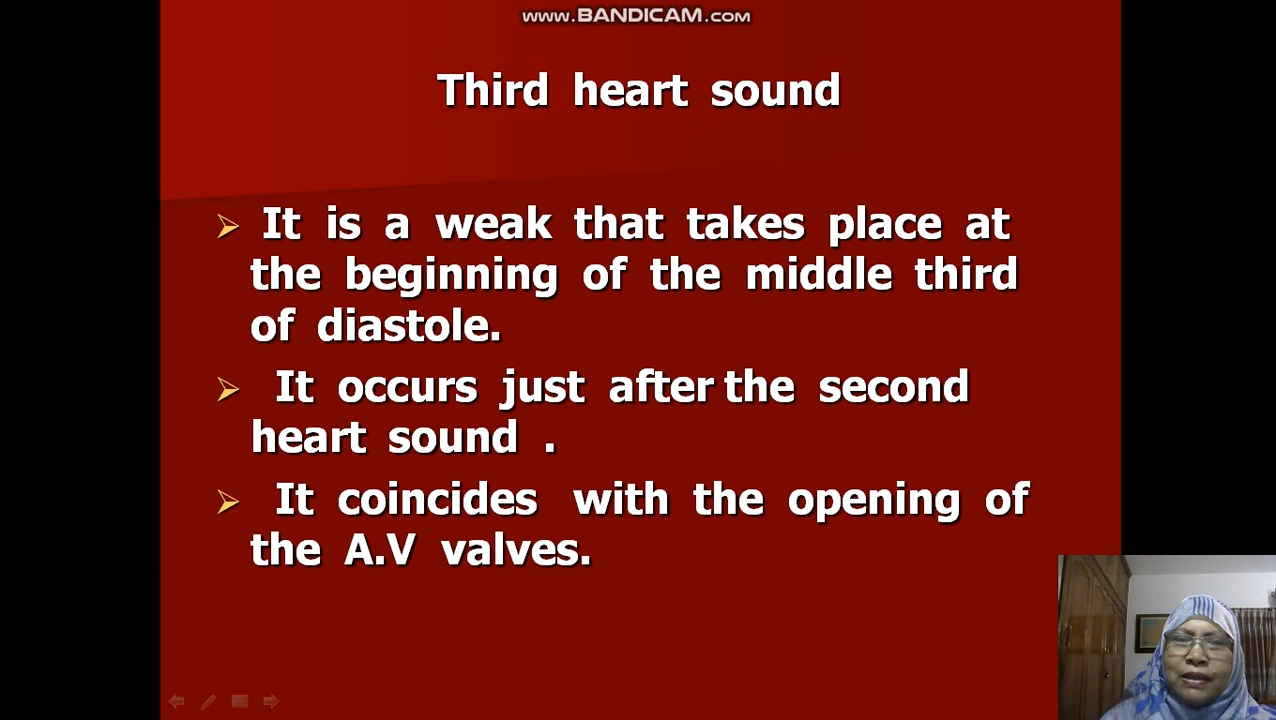 www.BANDICAM.com
Third heart sound
It is a weak that takes place at
the beginning of the middle third
of diastole.
It occurs just after the second
heart sound .
It coincides with the opening of
the A.V valves.